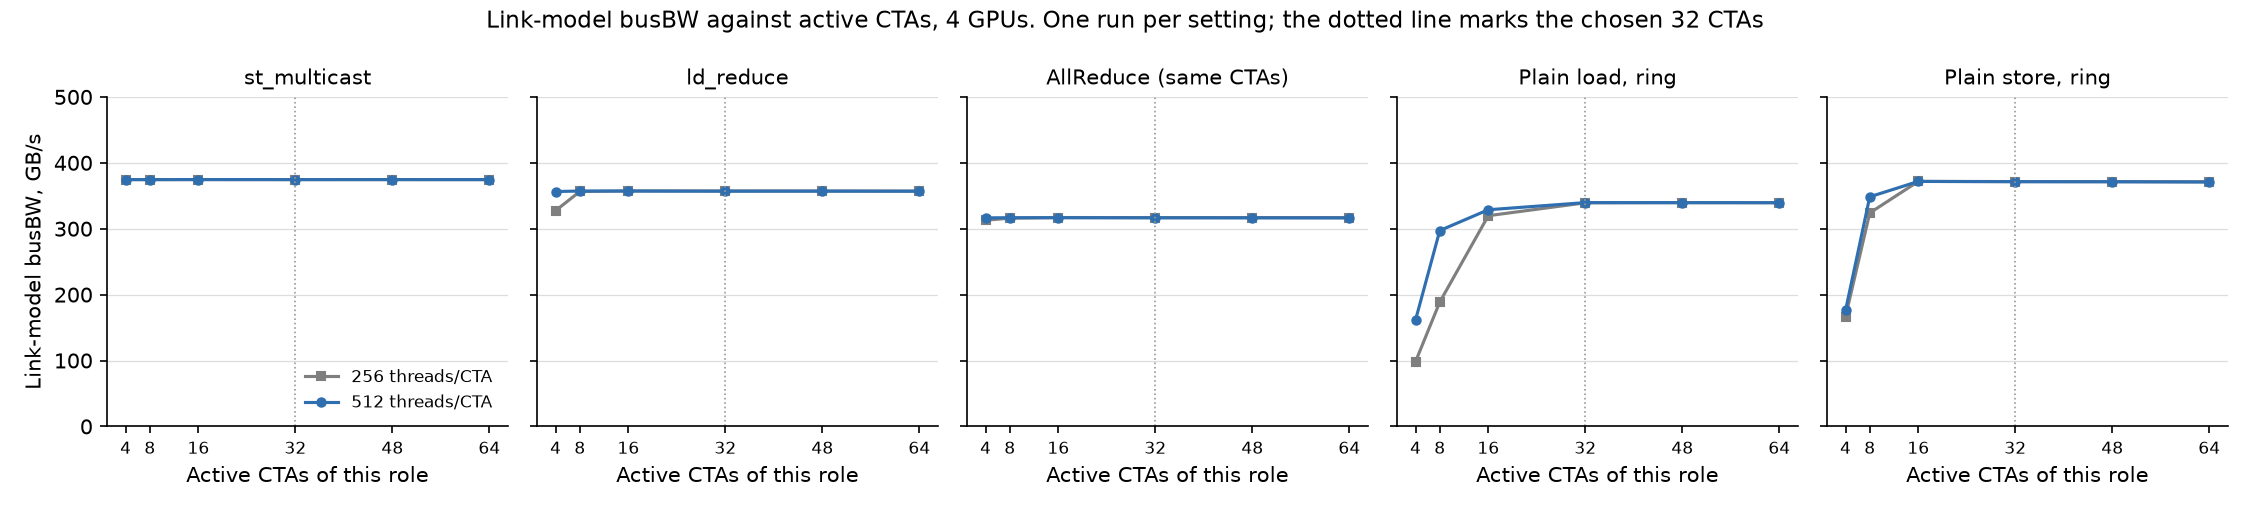 Link-model busBW against active CTAs, 4 GPUs. One run per setting; the dotted line marks the chosen 32 CTAs
st_multicast
ld_reduce
AllReduce (same CTAs)
Plain load, ring
Plain store, ring
Link-model busBW, GB/s
500
400
300
200
100
0
256 threads/CTA
512 threads/CTA
4 8 16 32 48 64
4 8 16 32 48 64
4 8 16 32 48 64
4 8 16 32 48 64
4 8 16 32 48 64
Active CTAs of this role
Active CTAs of this role
Active CTAs of this role
Active CTAs of this role
Active CTAs of this role